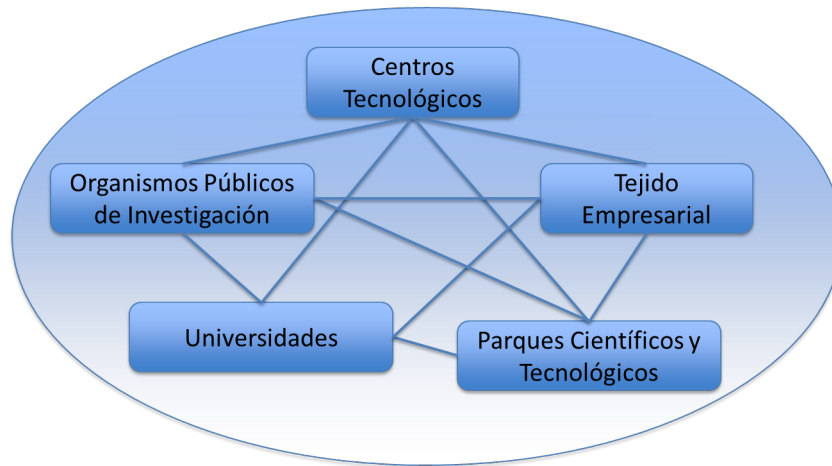 Centros
Tecnológicos
Organismos Públicos
de Investigación
Tejido
Empresarial
Universidades
Parques Científicos y
Tecnológicos